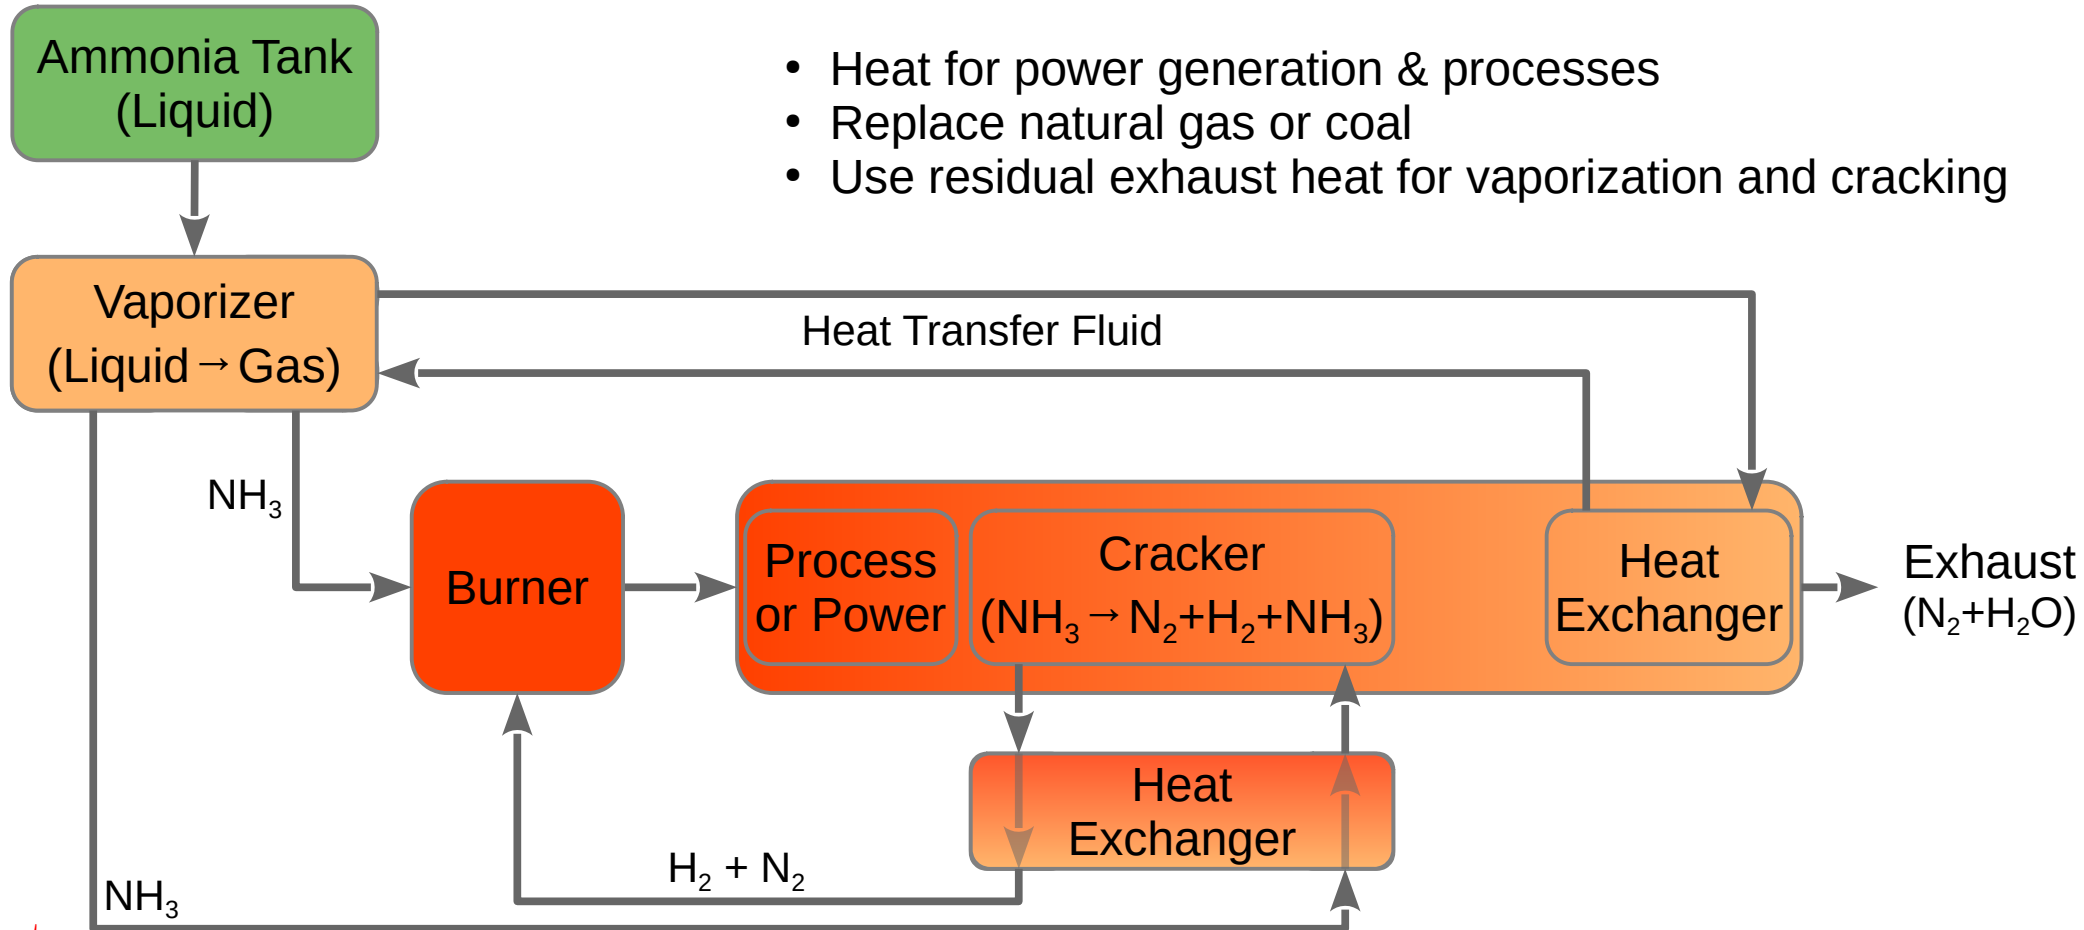 Ammonia Tank
(Liquid)
• Heat for power generation & processes
• Replace natural gas or coal
• Use residual exhaust heat for vaporization and cracking
Vaporizer
(Liquid→Gas)
Heat Transfer Fluid
NH₃
Burner
Process
or Power
Cracker
(NH₃→N₂+H₂+NH₃)
Heat
Exchanger
Exhaust
(N₂+H₂O)
Heat
Exchanger
H₂ + N₂
NH₃